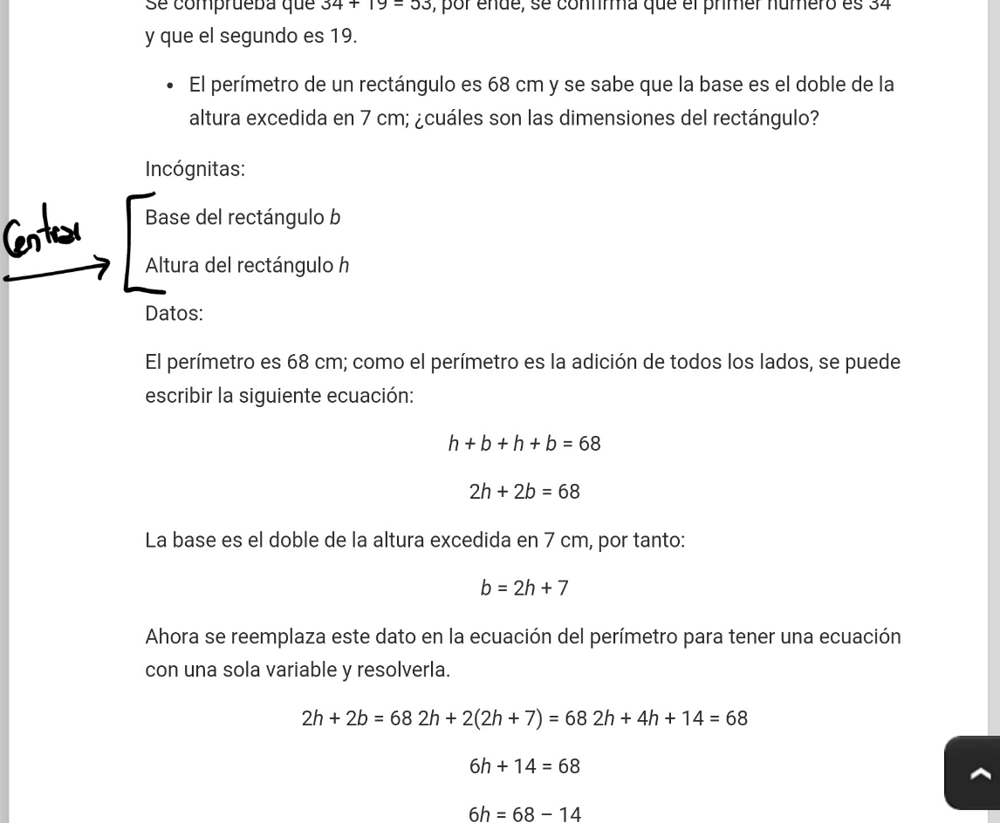 Se comprueba que 34 + 19 = 53, por ende, se confirma que el primer número es 34
y que el segundo es 19.
• El perímetro de un rectángulo es 68 cm y se sabe que la base es el doble de la
altura excedida en 7 cm; ¿cuáles son las dimensiones del rectángulo?
Incógnitas:
Centrar
Base del rectángulo b
Altura del rectángulo h
Datos:
El perímetro es 68 cm; como el perímetro es la adición de todos los lados, se puede
escribir la siguiente ecuación:
h + b + h + b = 68
2h + 2b = 68
La base es el doble de la altura excedida en 7 cm, por tanto:
b = 2h + 7
Ahora se reemplaza este dato en la ecuación del perímetro para tener una ecuación
con una sola variable y resolverla.
2h + 2b = 68 2h + 2(2h + 7) = 68 2h + 4h + 14 = 68
6h + 14 = 68
6h = 68 – 14